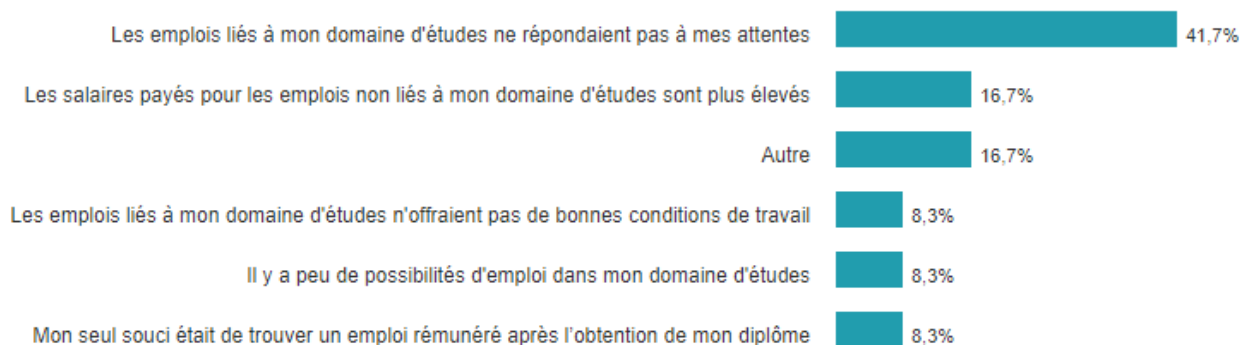 Les emplois liés à mon domaine d'études ne répondaient pas à mes attentes 41,7%
Les salaires payés pour les emplois non liés à mon domaine d'études sont plus élevés 16,7%
Autre 16,7%
Les emplois liés à mon domaine d'études n'offraient pas de bonnes conditions de travail 8,3%
Il y a peu de possibilités d'emploi dans mon domaine d'études 8,3%
Mon seul souci était de trouver un emploi rémunéré après l’obtention de mon diplôme 8,3%